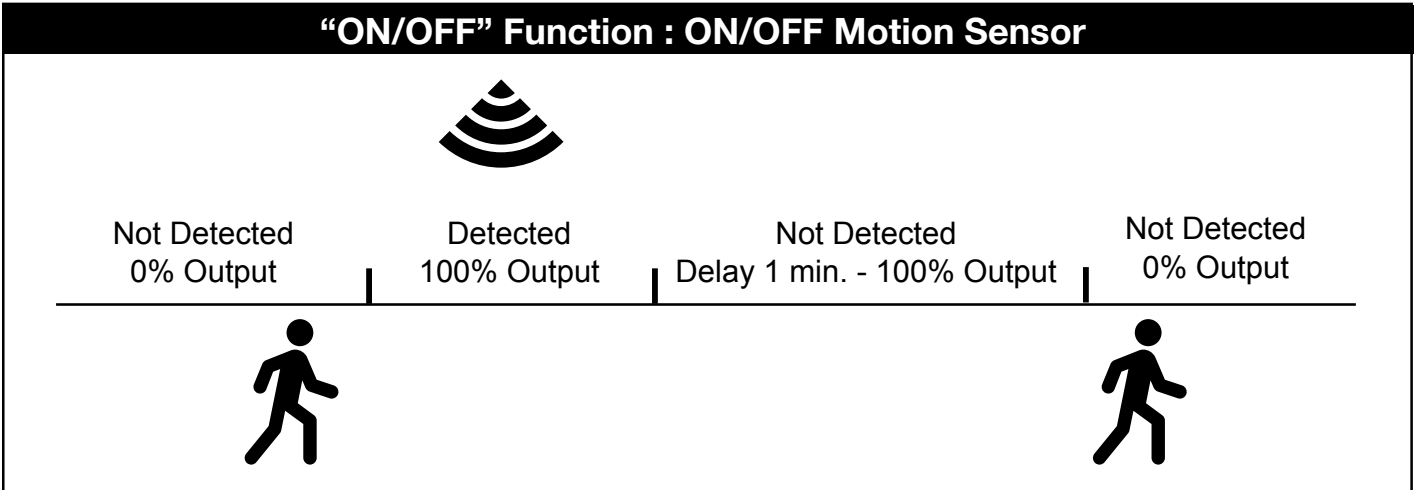 “ON/OFF” Function : ON/OFF Motion Sensor
Not Detected
0% Output
Detected
100% Output
Not Detected
Delay 1 min. - 100% Output
Not Detected
0% Output